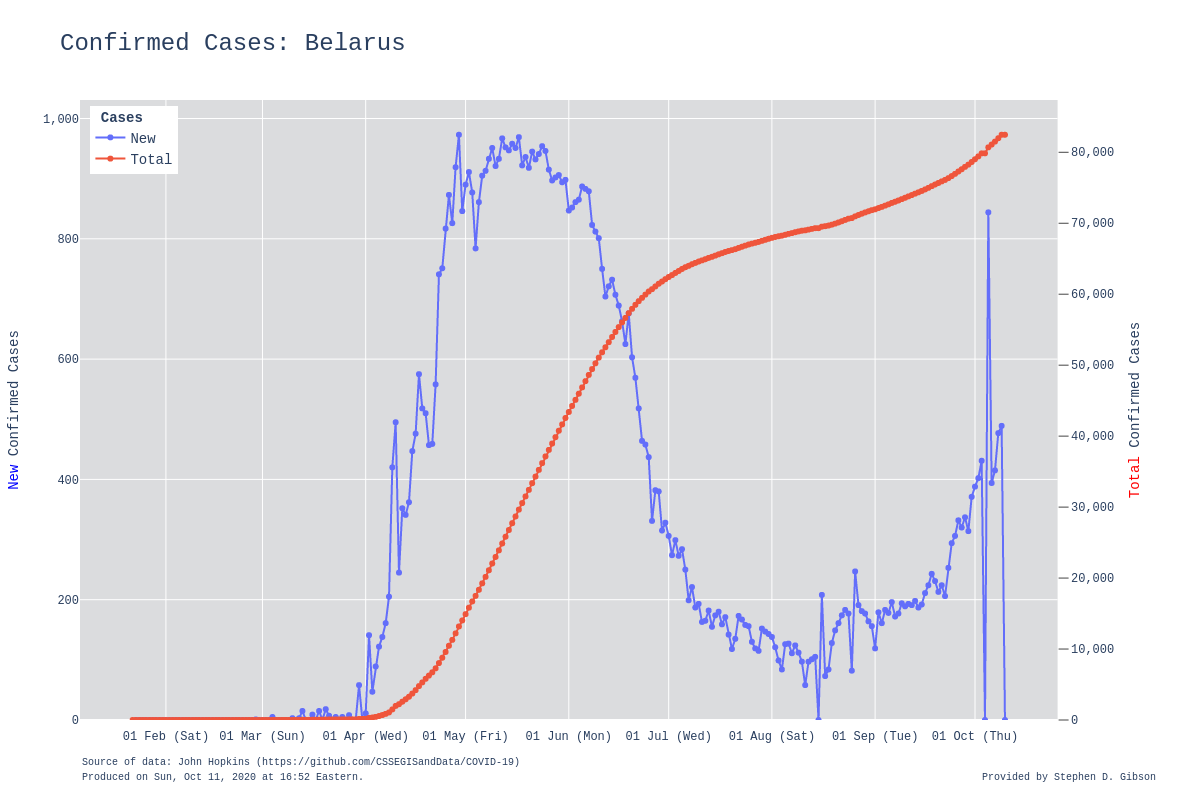 Confirmed Cases: Belarus
Cases
New
Total
1,000
800
600
400
200
0
New Confirmed Cases
80,000
70,000
60,000
50,000
40,000
30,000
20,000
10,000
0
Total Confirmed Cases
01 Feb (Sat) 01 Mar (Sun) 01 Apr (Wed) 01 May (Fri) 01 Jun (Mon) 01 Jul (Wed) 01 Aug (Sat) 01 Sep (Tue) 01 Oct (Thu)
Source of data: John Hopkins (https://github.com/CSSEGISandData/COVID-19)
Produced on Sun, Oct 11, 2020 at 16:52 Eastern.
Provided by Stephen D. Gibson